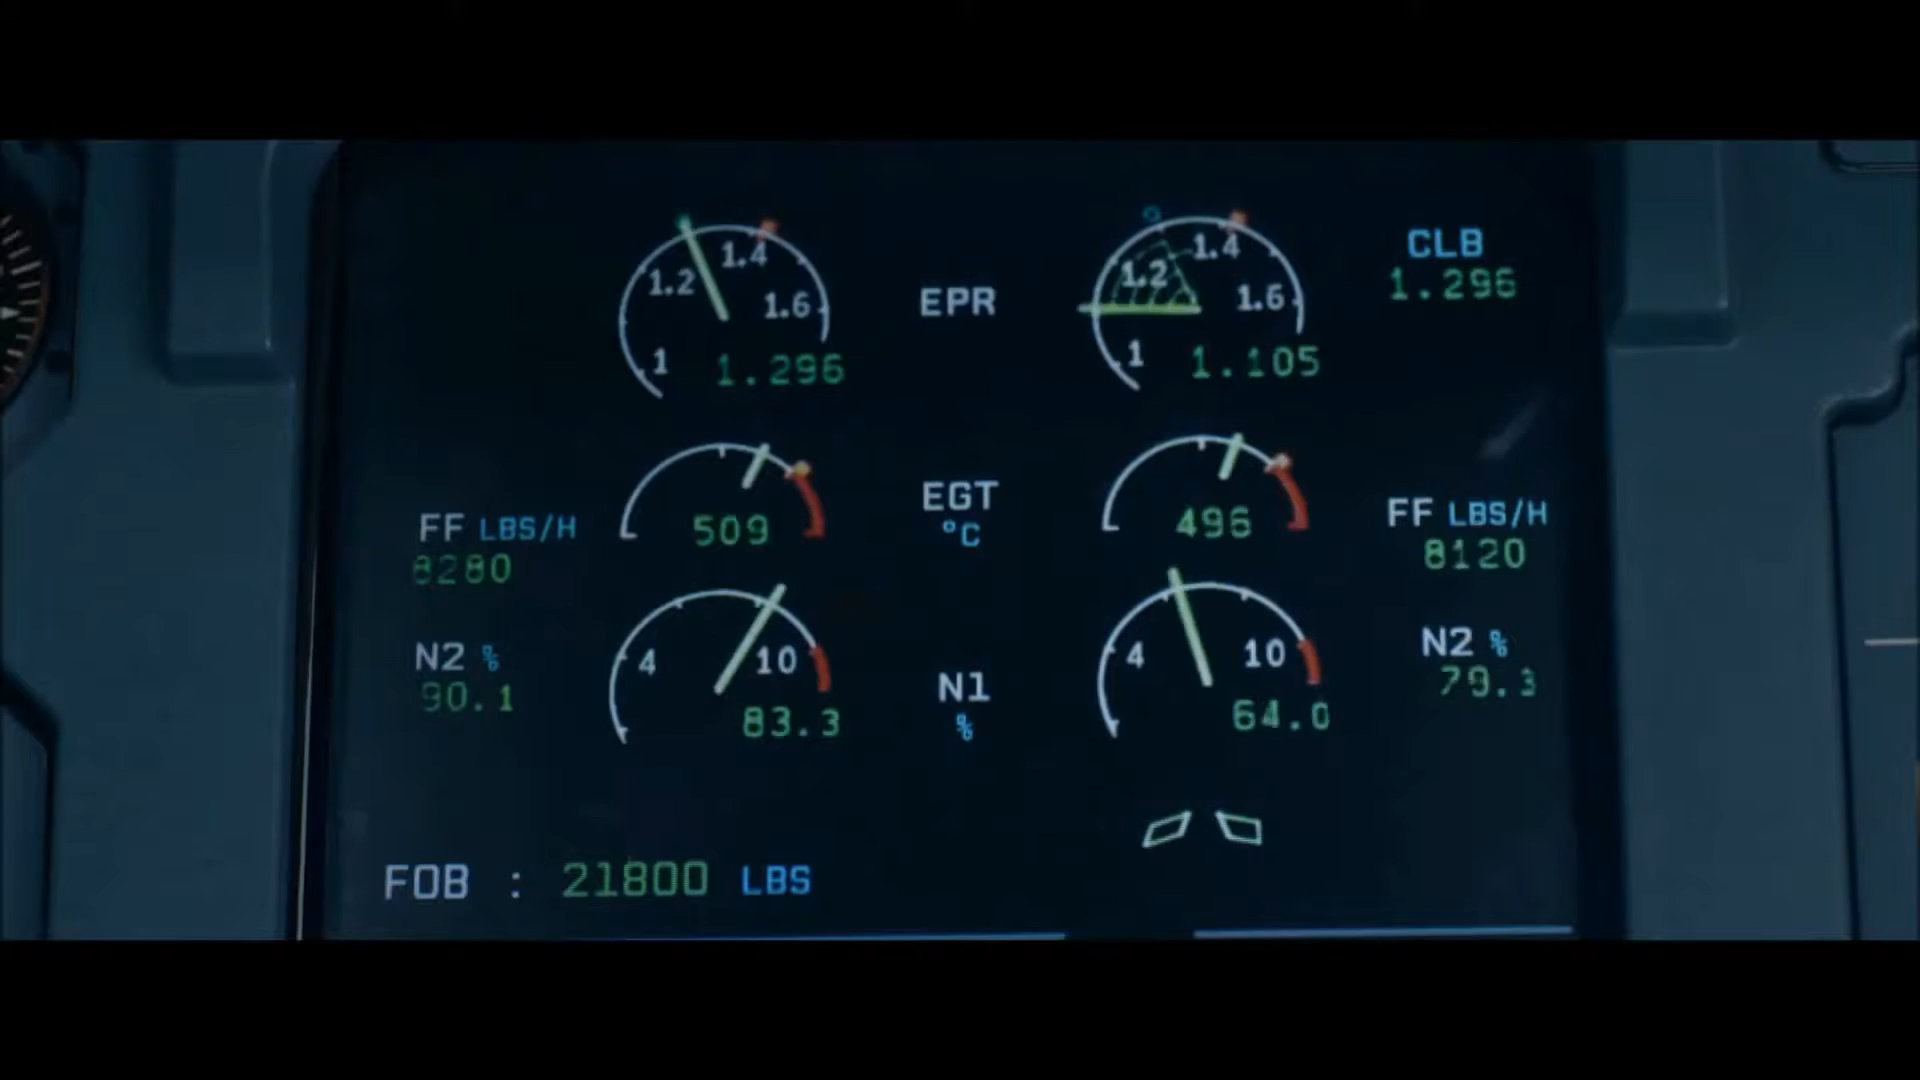 1.2 1.4 1.6 1 1.296
EPR
1.2 1.4 1.6 1 1.105
CLB
1.296
FF LBS/H
8280
509
EGT
°C
496
FF LBS/H
8120
N2 %
90.1
4 10
83.3
N1
%
4 10
64.0
N2 %
79.3
FOB : 21800 LBS